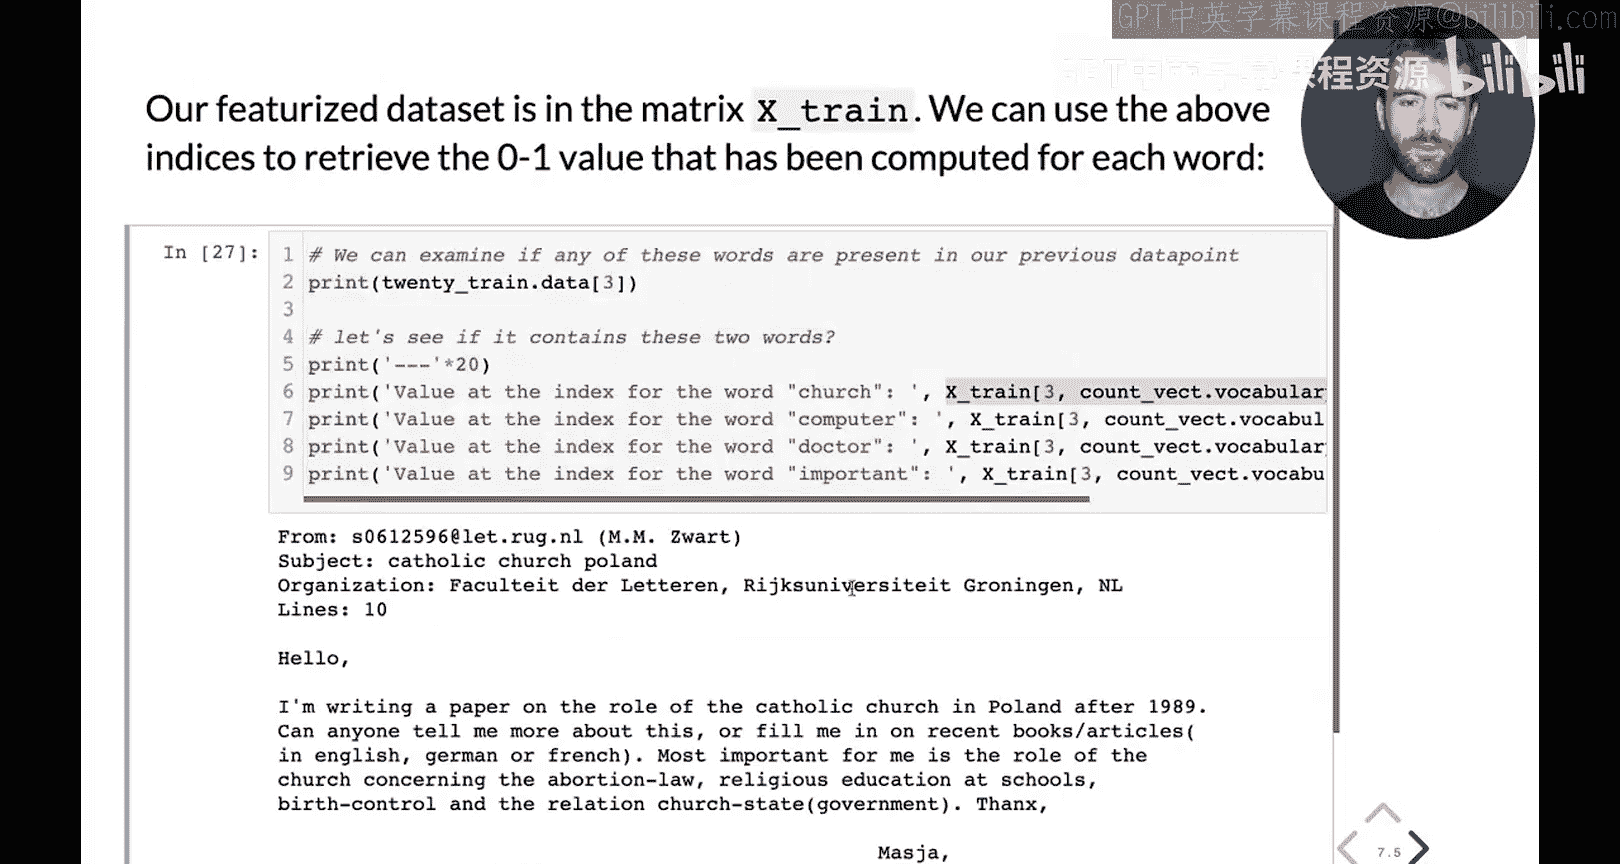 GPT中英字幕课程资源@bilibili.com
课程资源 bilibili
Our featurized dataset is in the matrix X_train. We can use the above
indices to retrieve the 0-1 value that has been computed for each word:
In [27]:
1 # We can examine if any of these words are present in our previous datapoint
2 print(twenty_train.data[3])
3
4 # let's see if it contains these two words?
5 print('---'*20)
6 print('Value at the index for the word "church": ', X_train[3, count_vect.vocabular
7 print('Value at the index for the word "computer": ', X_train[3, count_vect.vocabul
8 print('Value at the index for the word "doctor": ', X_train[3, count_vect.vocabular
9 print('Value at the index for the word "important": ', X_train[3, count_vect.vocabu
From: s0612596@let.rug.nl (M.M. Zwart)
Subject: catholic church poland
Organization: Faculteit der Letteren, Rijksuniversiteit Groningen, NL
Lines: 10
Hello,
I'm writing a paper on the role of the catholic church in Poland after 1989.
Can anyone tell me more about this, or fill me in on recent books/articles(
in english, german or french). Most important for me is the role of the
church concerning the abortion-law, religious education at schools,
birth-control and the relation church-state(government). Thanx,
Masja,
7.5